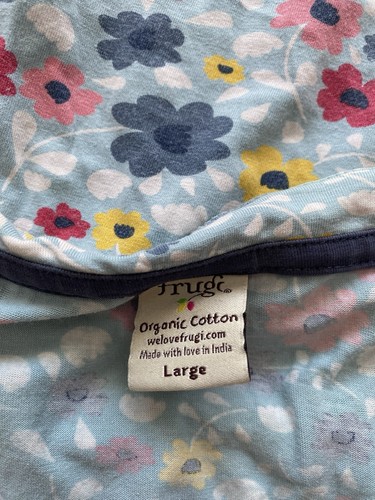 frugi®
Organic Cotton
welovefrugi.com
Made with love in India
Large